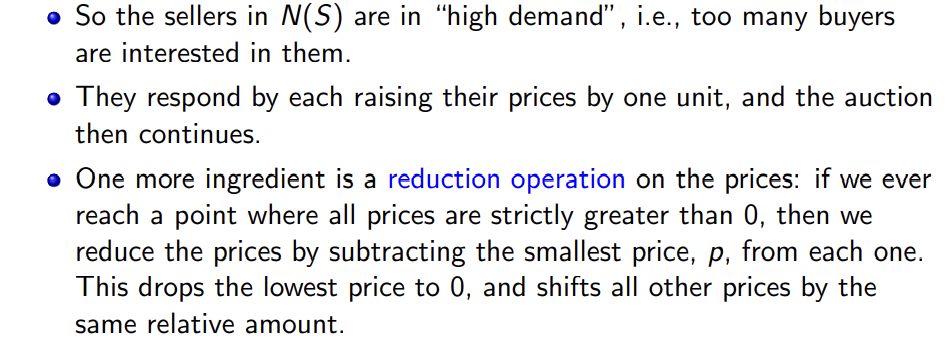 So the sellers in N(S) are in “high demand”, i.e., too many buyers
are interested in them.
They respond by each raising their prices by one unit, and the auction
then continues.
One more ingredient is a reduction operation on the prices: if we ever
reach a point where all prices are strictly greater than 0, then we
reduce the prices by subtracting the smallest price, p, from each one.
This drops the lowest price to 0, and shifts all other prices by the
same relative amount.